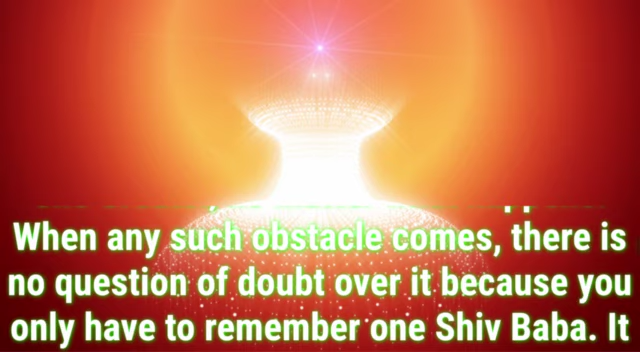 When any such obstacle comes, there is
no question of doubt over it because you
only have to remember one Shiv Baba. It